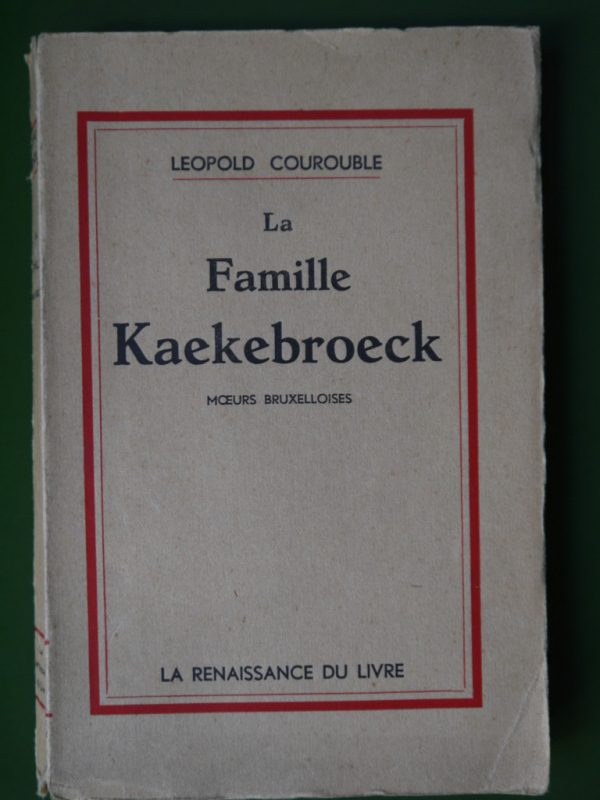 LEOPOLD COUROUBLE
La
Famille
Kaekebroeck
MŒURS BRUXELLOISES
LA RENAISSANCE DU LIVRE